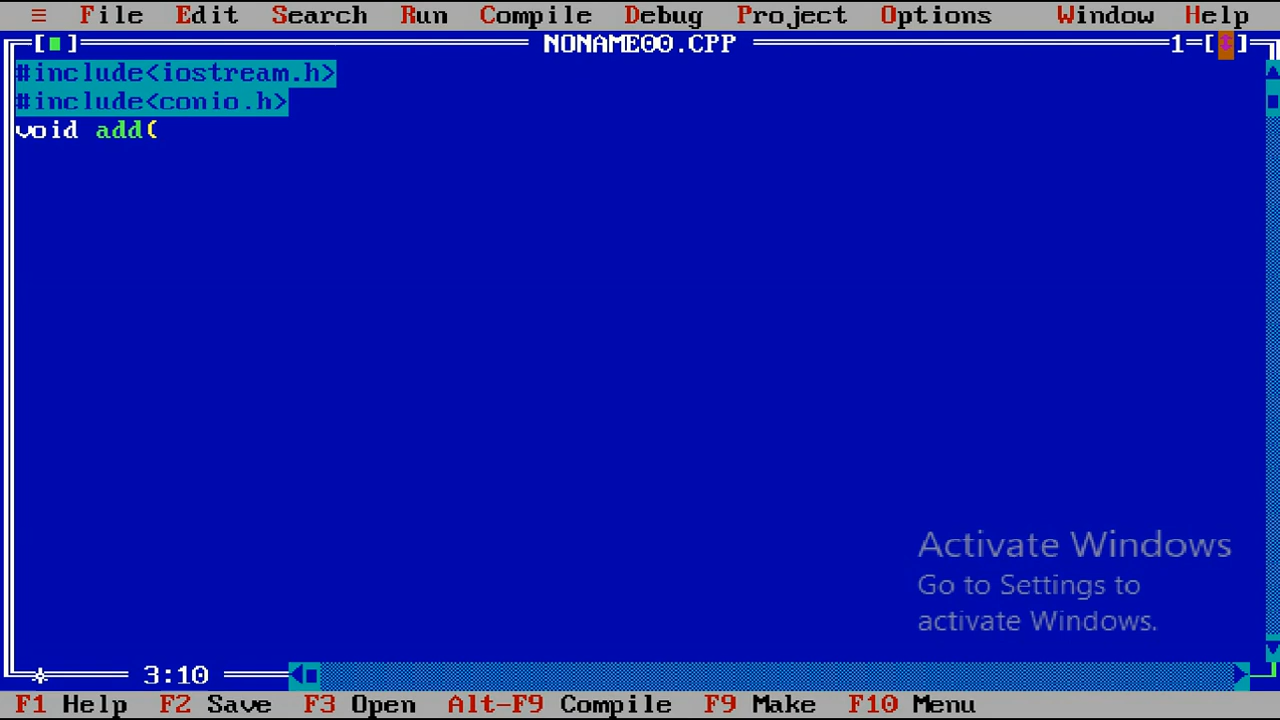 ≡ File Edit Search Run Compile Debug Project Options Window Help
[■] NONAME00.CPP 1=[↕]
#include<iostream.h>
#include<conio.h>
void add(
Activate Windows
Go to Settings to
activate Windows.
3:10
F1 Help F2 Save F3 Open Alt-F9 Compile F9 Make F10 Menu